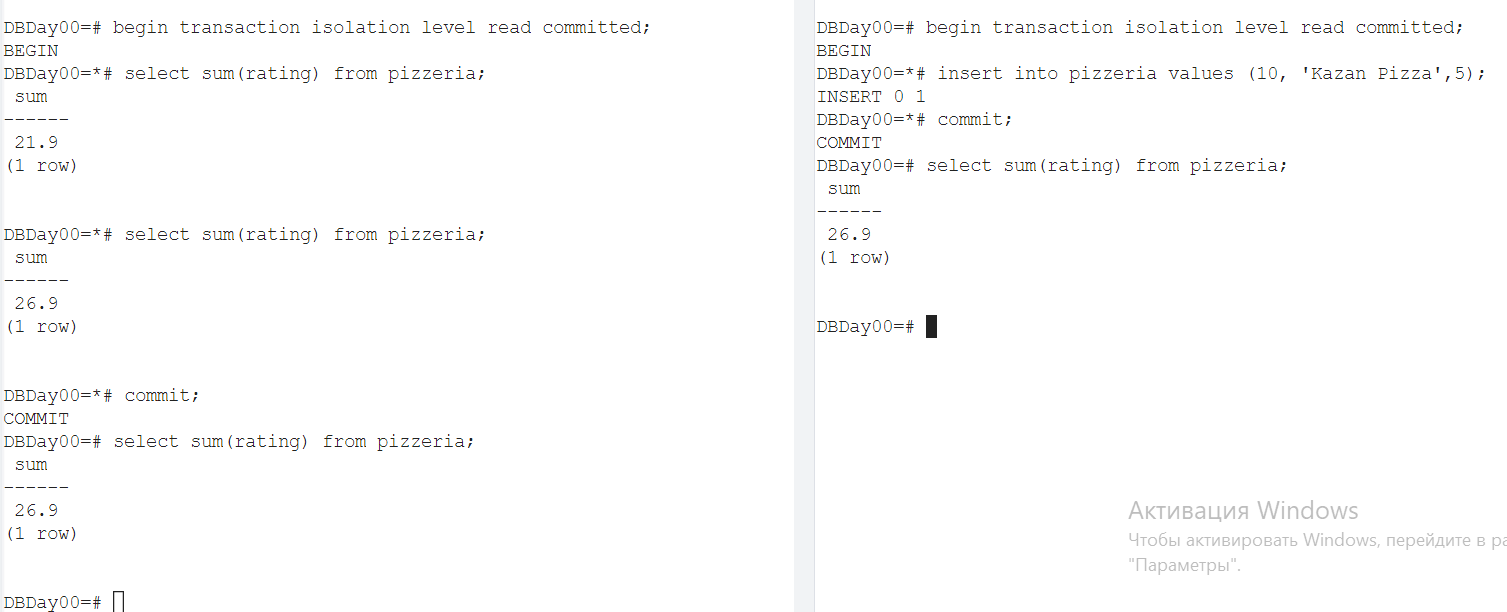 DBDay00=# begin transaction isolation level read committed;
BEGIN
DBDay00=*# select sum(rating) from pizzeria;
 sum
------
 21.9
(1 row)
DBDay00=*# select sum(rating) from pizzeria;
 sum
------
 26.9
(1 row)
DBDay00=*# commit;
COMMIT
DBDay00=# select sum(rating) from pizzeria;
 sum
------
 26.9
(1 row)
DBDay00=#
DBDay00=# begin transaction isolation level read committed;
BEGIN
DBDay00=*# insert into pizzeria values (10, 'Kazan Pizza',5);
INSERT 0 1
DBDay00=*# commit;
COMMIT
DBDay00=# select sum(rating) from pizzeria;
 sum
------
 26.9
(1 row)
DBDay00=#
Активация Windows
Чтобы активировать Windows, перейдите в ра
"Параметры".